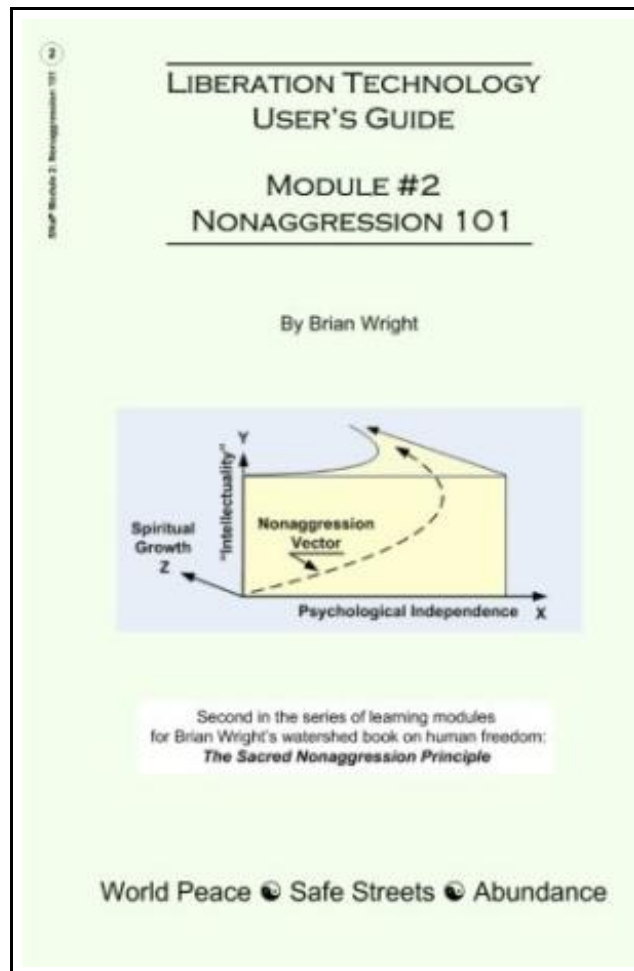 2
SNaP Module 2: Nonaggression 101
LIBERATION TECHNOLOGY
USER'S GUIDE
MODULE #2
NONAGGRESSION 101
By Brian Wright
Y
"Intellectuality"
Spiritual
Growth
Z
Nonaggression
Vector
Psychological Independence X
Second in the series of learning modules
for Brian Wright's watershed book on human freedom:
The Sacred Nonaggression Principle
World Peace ☯ Safe Streets ☯ Abundance